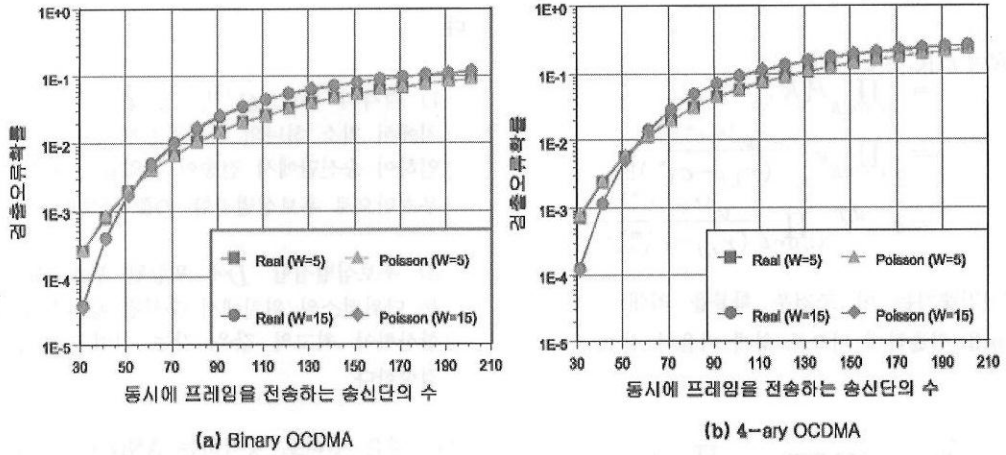 1E+0
1E-1
1E-2
1E-3
1E-4
1E-5
검출오류확률
Real (W=5)
Poisson (W=5)
Real (W=15)
Poisson (W=15)
30 50 70 90 110 130 150 170 190 210
동시에 프레임을 전송하는 송신단의 수
(a) Binary OCDMA
1E+0
1E-1
1E-2
1E-3
1E-4
1E-5
검출오류확률
Real (W=5)
Poisson (W=5)
Real (W=15)
Poisson (W=15)
30 50 70 90 110 130 150 170 190 210
동시에 프레임을 전송하는 송신단의 수
(b) 4-ary OCDMA